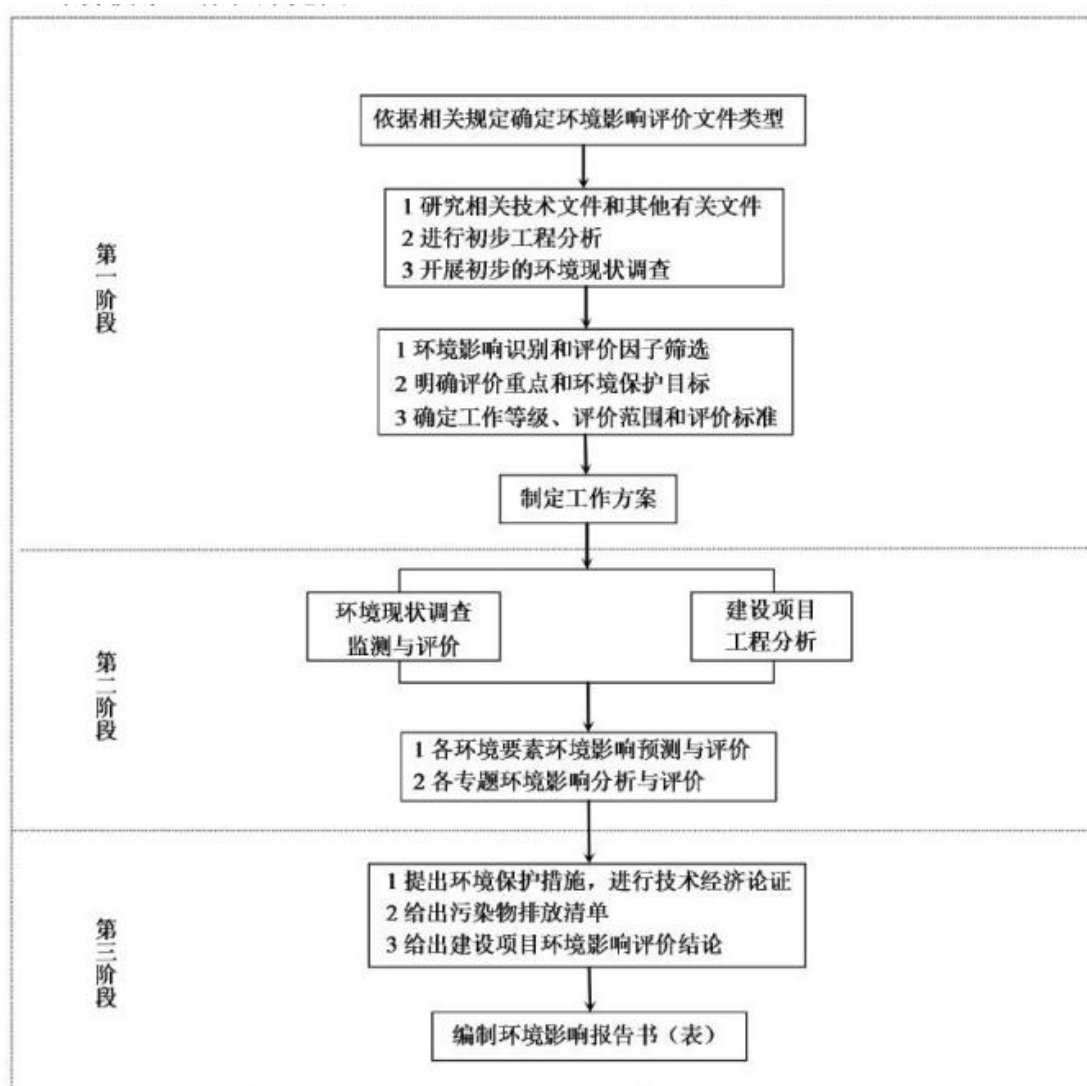 依据相关规定确定环境影响评价文件类型
1 研究相关技术文件和其他有关文件
2 进行初步工程分析
3 开展初步的环境现状调查
第一阶段
1 环境影响识别和评价因子筛选
2 明确评价重点和环境保护目标
3 确定工作等级、评价范围和评价标准
制定工作方案
环境现状调查
监测与评价
建设项目
工程分析
第二阶段
1 各环境要素环境影响预测与评价
2 各专题环境影响分析与评价
1 提出环境保护措施，进行技术经济论证
2 给出污染物排放清单
3 给出建设项目环境影响评价结论
第三阶段
编制环境影响报告书（表）